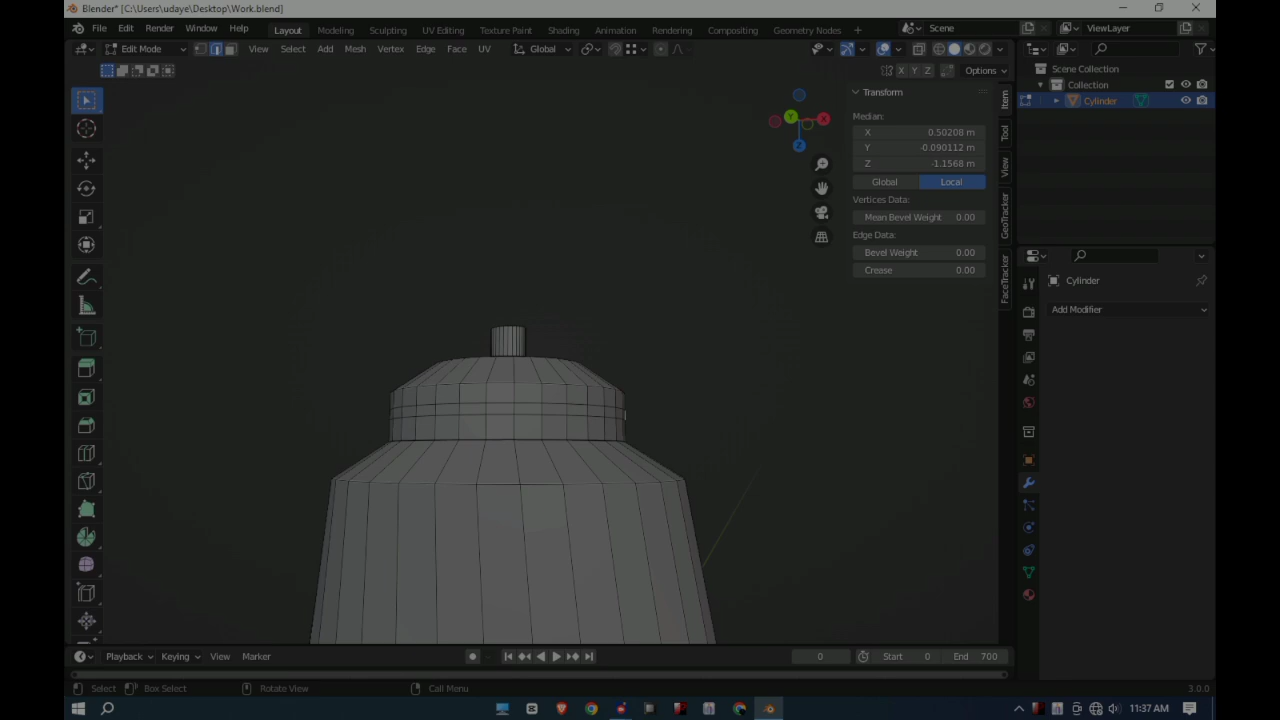 Blender* [C:\Users\udaye\Desktop\Work.blend]
File Edit Render Window Help Layout Modeling Sculpting UV Editing Texture Paint Shading Animation Rendering Compositing Geometry Nodes + Scene ViewLayer
Edit Mode View Select Add Mesh Vertex Edge Face UV Global
X Y Z Options
Scene Collection
Collection
Cylinder
Transform
Median:
X 0.50208 m
Y -0.090112 m
Z -1.1568 m
Global Local
Vertices Data:
Mean Bevel Weight 0.00
Edge Data:
Bevel Weight 0.00
Crease 0.00
Item
Tool
View
GeoTracker
FaceTracker
Y X
Z
Cylinder
Add Modifier
Playback Keying View Marker 0 Start 0 End 700
Select Box Select Rotate View Call Menu 3.0.0
11:37 AM